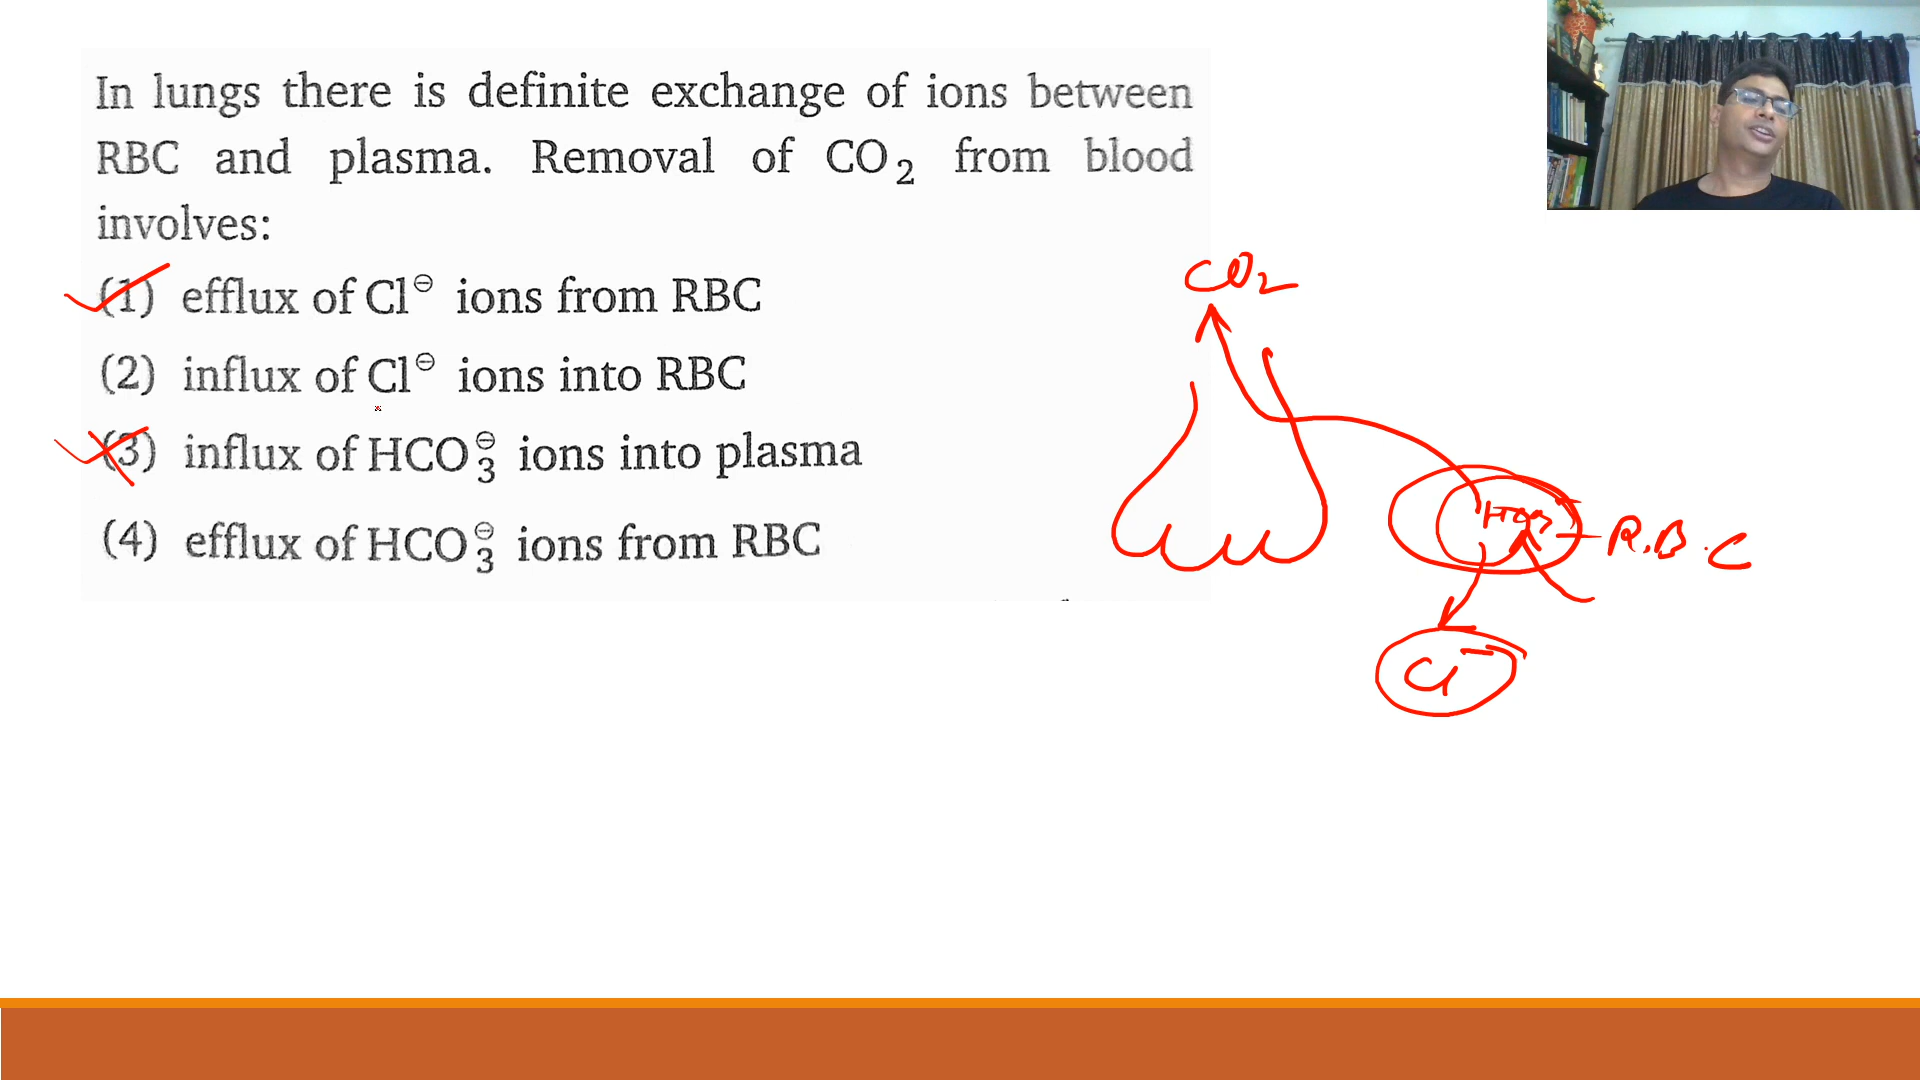 In lungs there is definite exchange of ions between
RBC and plasma. Removal of CO₂ from blood
involves:
(1) efflux of Cl⊖ ions from RBC
(2) influx of Cl⊖ ions into RBC
(3) influx of HCO₃⊖ ions into plasma
(4) efflux of HCO₃⊖ ions from RBC
CO₂
HCO₃⁻
R.B.C
Cl⁻